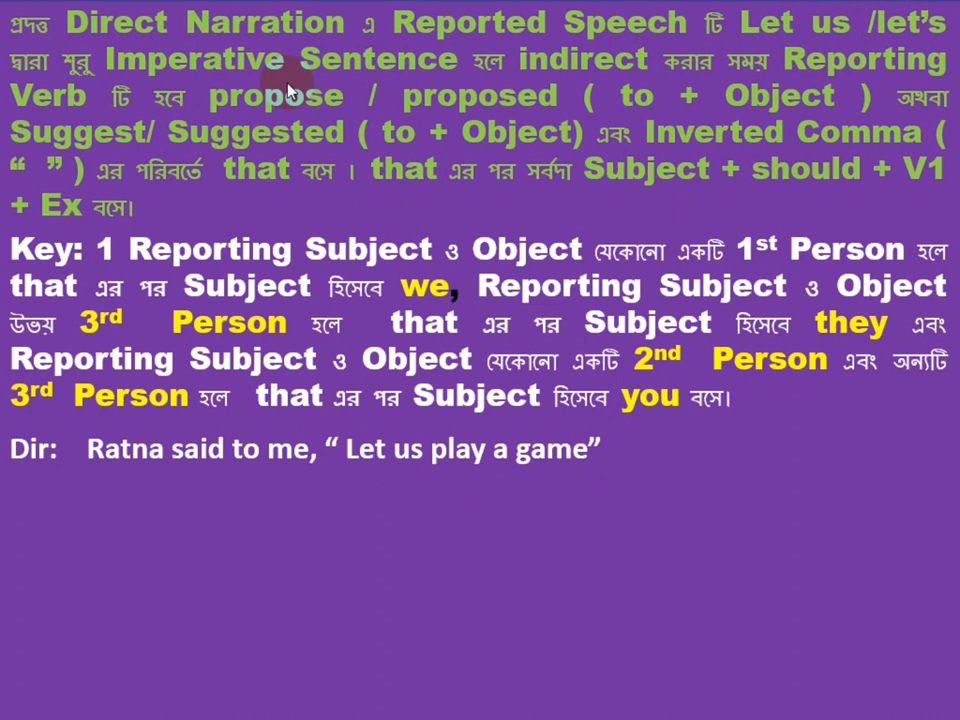 প্রদত্ত Direct Narration এ Reported Speech টি Let us /let’s
দ্বারা শুরু Imperative Sentence হলে indirect করার সময় Reporting
Verb টি হবে propose / proposed ( to + Object ) অথবা
Suggest/ Suggested ( to + Object) এবং Inverted Comma (
“ ” ) এর পরিবর্তে that বসে । that এর পর সর্বদা Subject + should + V1
+ Ex বসে।
Key: 1 Reporting Subject ও Object যেকোনো একটি 1st Person হলে
that এর পর Subject হিসেবে we, Reporting Subject ও Object
উভয় 3rd Person হলে that এর পর Subject হিসেবে they এবং
Reporting Subject ও Object যেকোনো একটি 2nd Person এবং অন্যটি
3rd Person হলে that এর পর Subject হিসেবে you বসে।
Dir: Ratna said to me, “ Let us play a game”